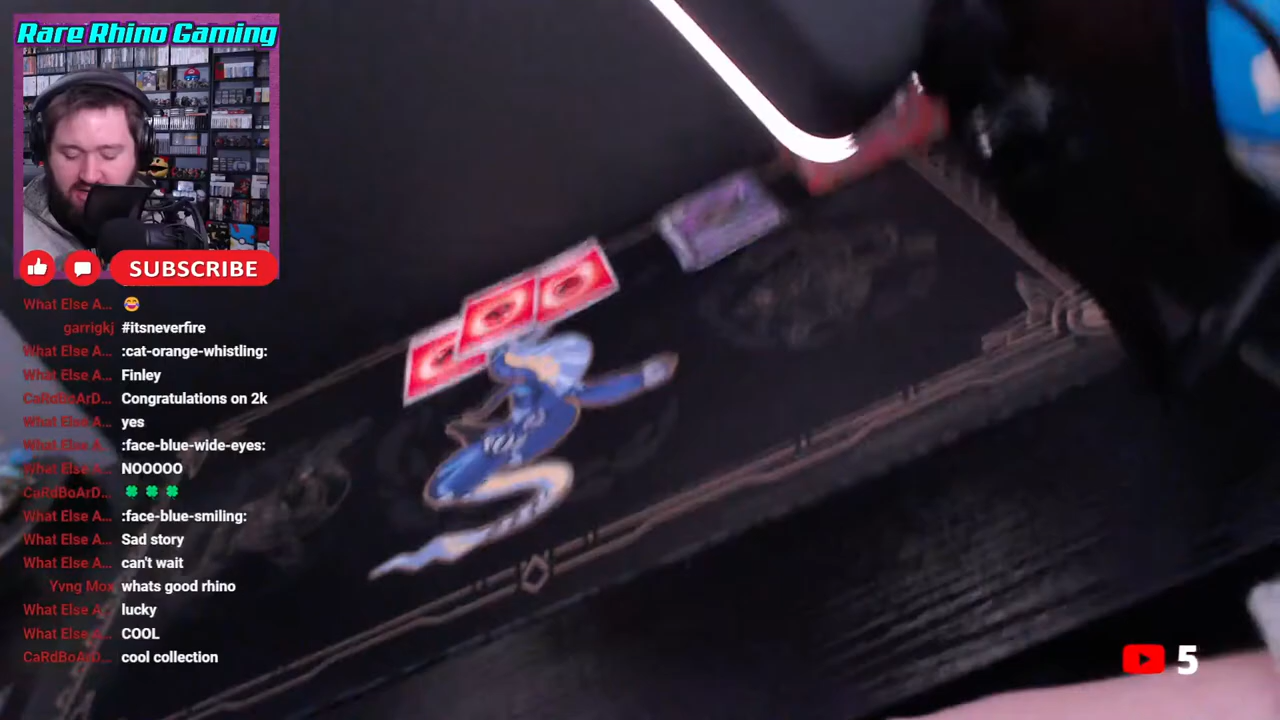 Rare Rhino Gaming
SUBSCRIBE
What Else A... 😂
garrigkj #itsneverfire
What Else A... :cat-orange-whistling:
What Else A... Finley
CaRdBoArD... Congratulations on 2k
What Else A... yes
What Else A... :face-blue-wide-eyes:
What Else A... NOOOOO
CaRdBoArD... 🍀 🍀 🍀
What Else A... :face-blue-smiling:
What Else A... Sad story
What Else A... can't wait
Yvng Mox whats good rhino
What Else A... lucky
What Else A... COOL
CaRdBoArD... cool collection
5